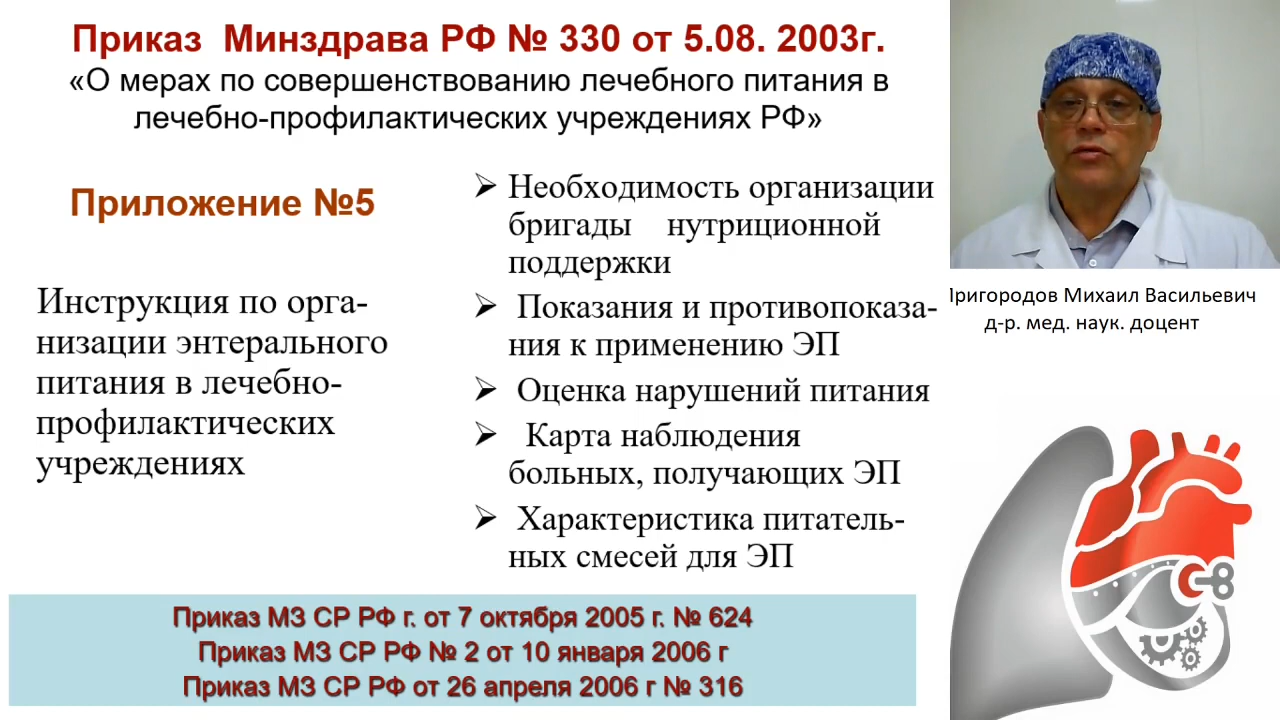 Приказ Минздрава РФ № 330 от 5.08. 2003г.
«О мерах по совершенствованию лечебного питания в
лечебно-профилактических учреждениях РФ»
Приложение №5
Инструкция по орга-
низации энтерального
питания в лечебно-
профилактических
учреждениях
Необходимость организации
бригады нутриционной
поддержки
Показания и противопоказа-
ния к применению ЭП
Оценка нарушений питания
Карта наблюдения
больных, получающих ЭП
Характеристика питатель-
ных смесей для ЭП
Приказ МЗ СР РФ г. от 7 октября 2005 г. № 624
Приказ МЗ СР РФ № 2 от 10 января 2006 г
Приказ МЗ СР РФ от 26 апреля 2006 г № 316
Пригородов Михаил Васильевич
д-р. мед. наук. доцент